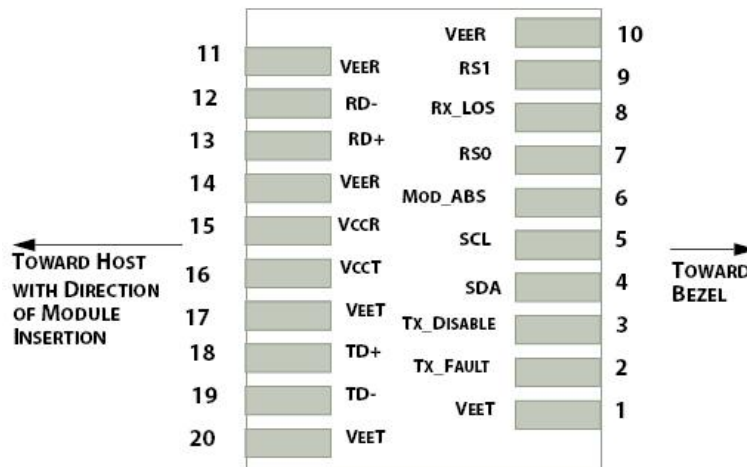 11 VEER
12 RD-
13 RD+
14 VEER
15 VCCR
16 VCCT
17 VEET
18 TD+
19 TD-
20 VEET
TOWARD HOST
WITH DIRECTION
OF MODULE
INSERTION
VEER 10
RS1 9
RX_LOS 8
RS0 7
MOD_ABS 6
SCL 5
SDA 4
TX_DISABLE 3
TX_FAULT 2
VEET 1
TOWARD
BEZEL